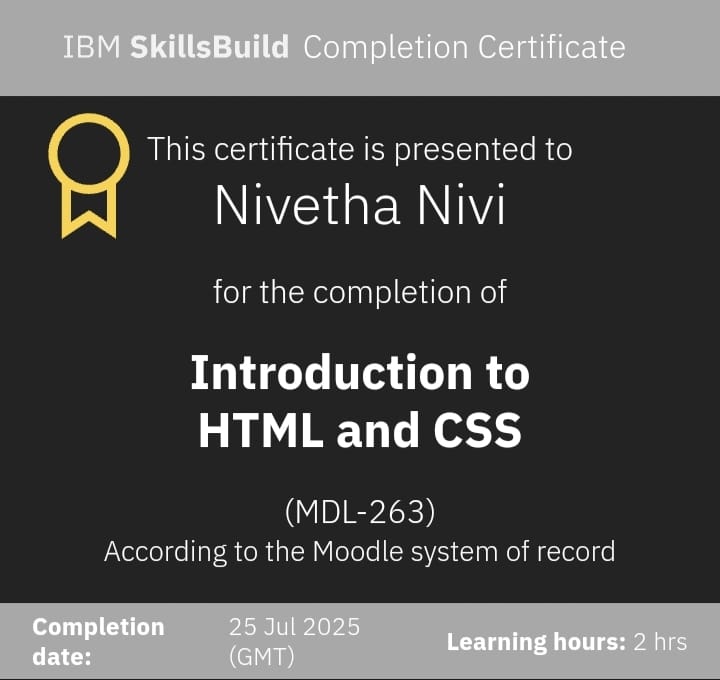 IBM SkillsBuild Completion Certificate
This certificate is presented to
Nivetha Nivi
for the completion of
Introduction to
HTML and CSS
(MDL-263)
According to the Moodle system of record
Completion date: 25 Jul 2025 (GMT) Learning hours: 2 hrs